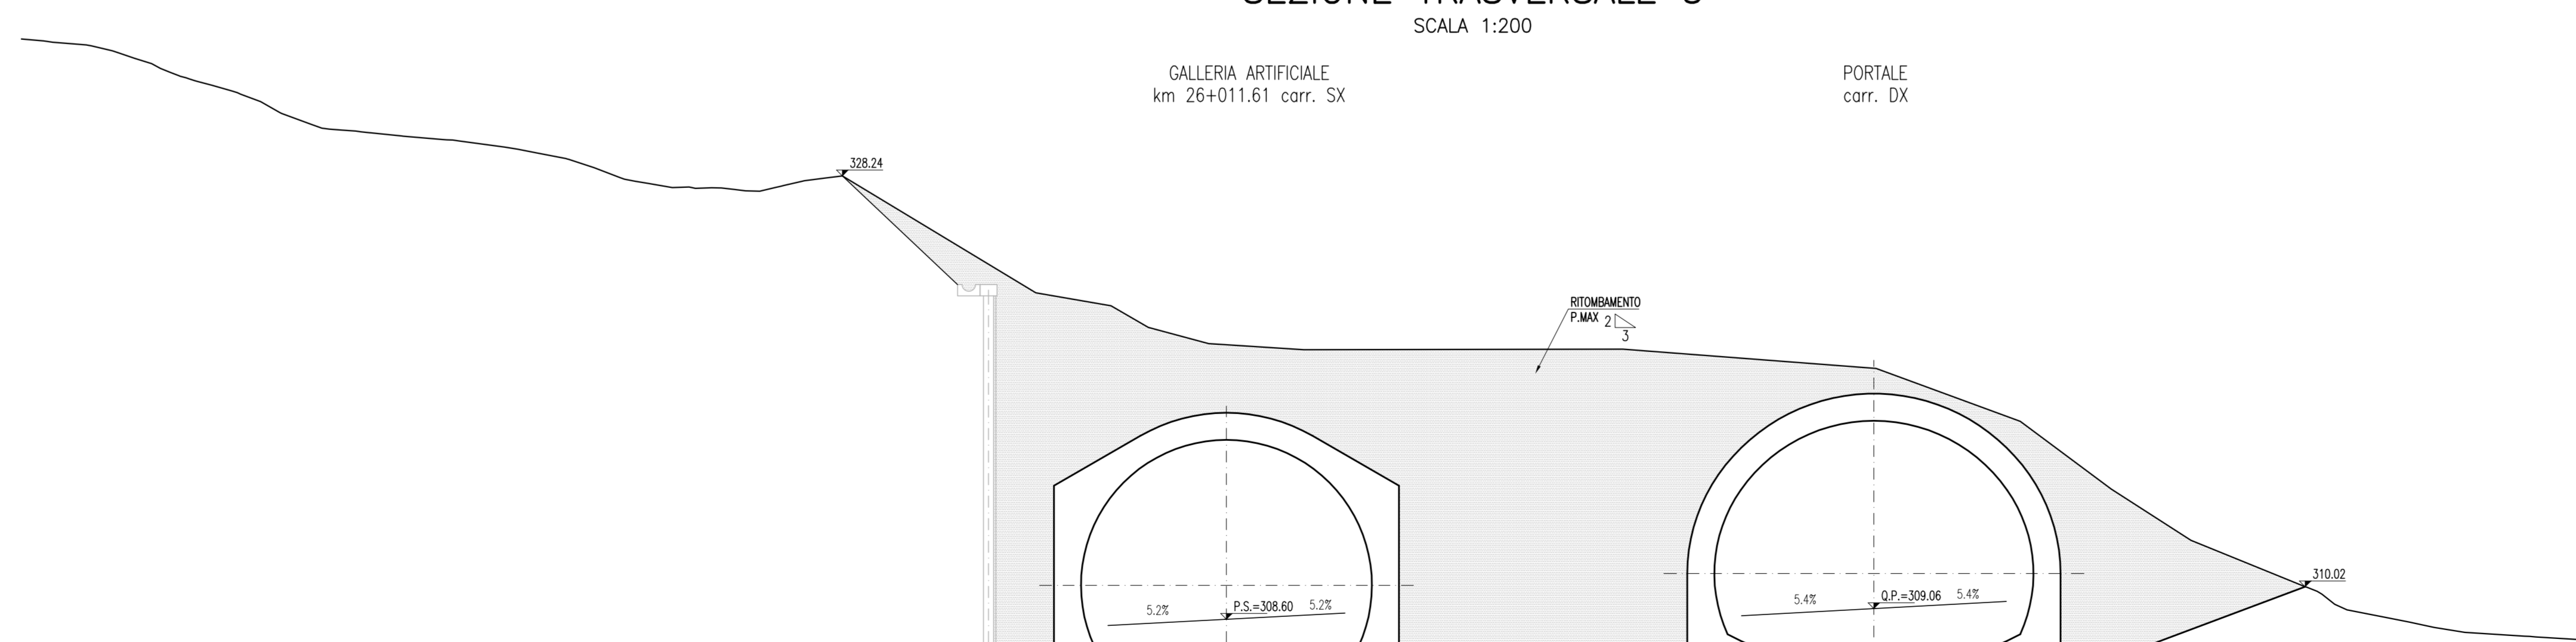 SCALA 1:200
GALLERIA ARTIFICIALE
km 26+011.61 carr. SX
PORTALE
carr. DX
328.24
RITOMBAMENTO
P.MAX 2
3
310.02
5.2% P.S.=308.60 5.2%
5.4% Q.P.=309.06 5.4%